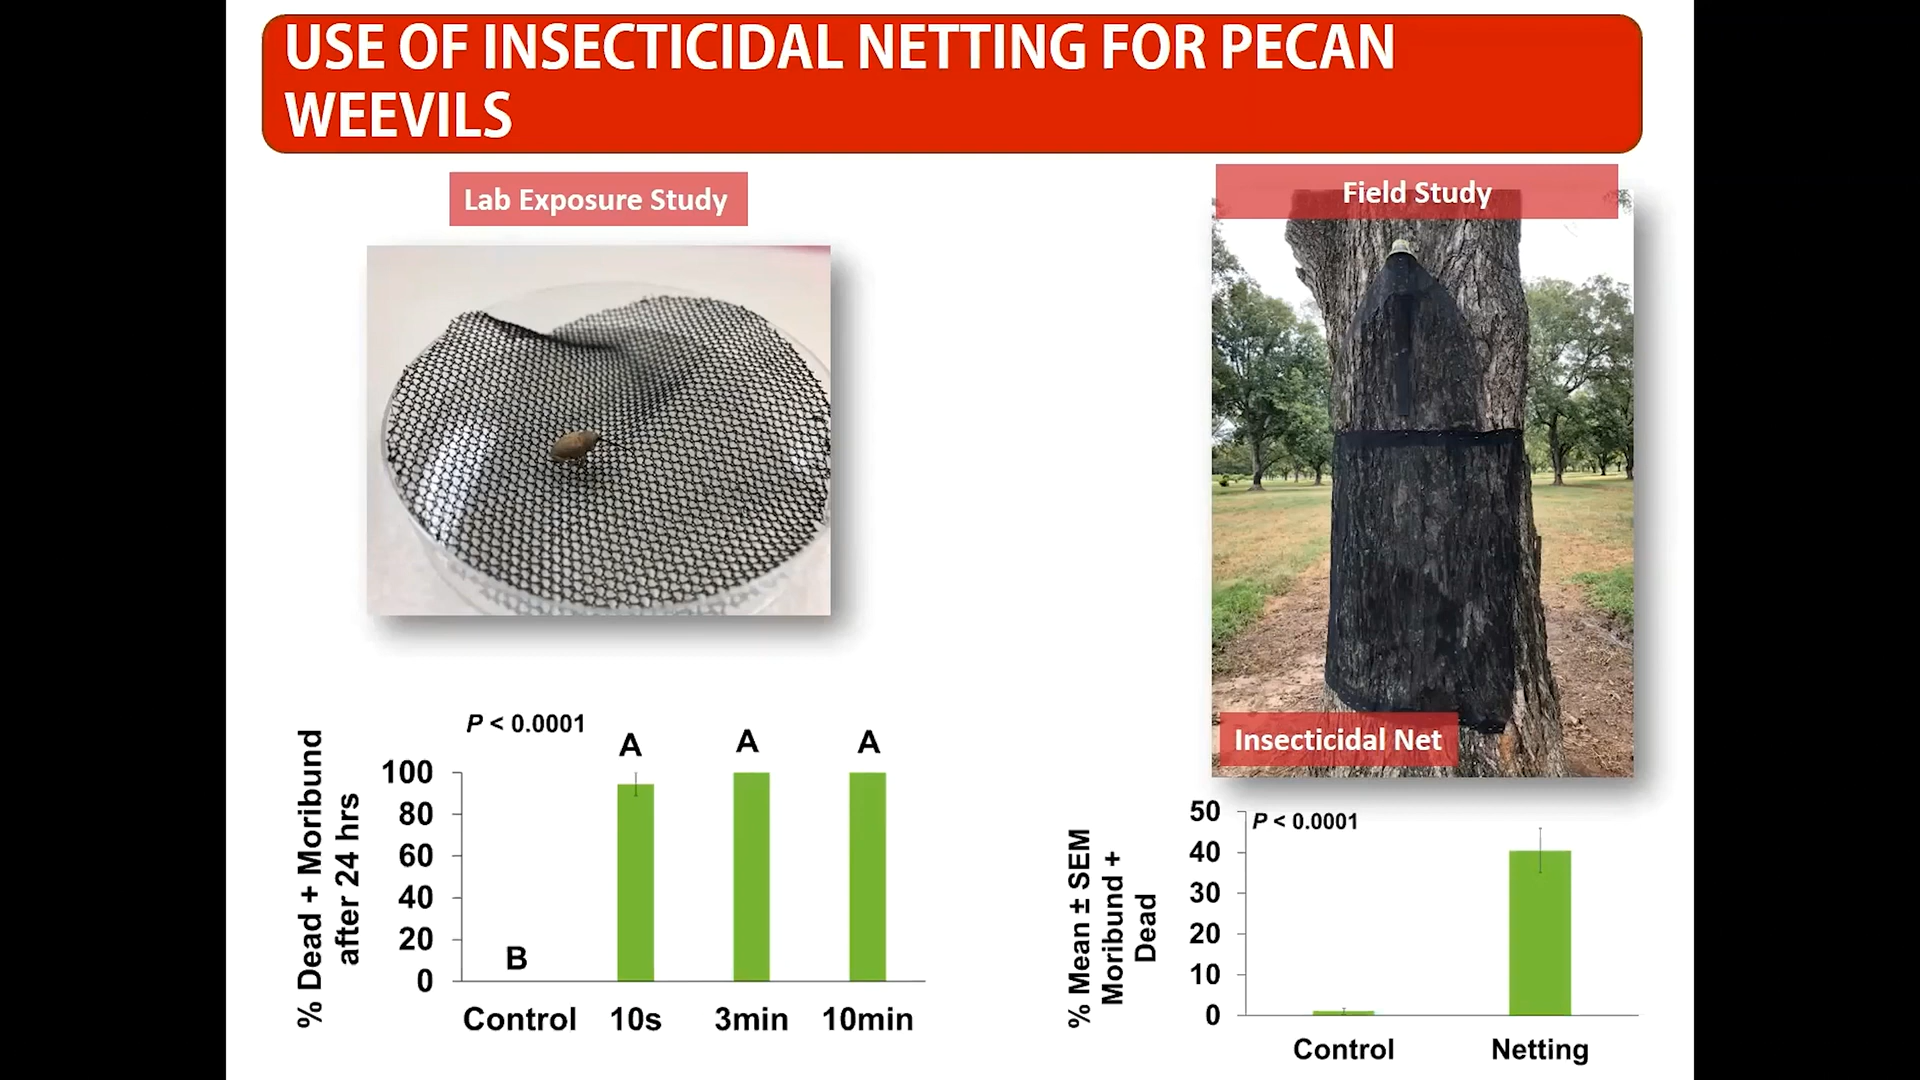 USE OF INSECTICIDAL NETTING FOR PECAN
WEEVILS
Lab Exposure Study
Field Study
Insecticidal Net
% Dead + Moribund
after 24 hrs
P < 0.0001
100
80
60
40
20
0
B
A
A
A
Control
10s
3min
10min
% Mean ± SEM
Moribund +
Dead
P < 0.0001
50
40
30
20
10
0
Control
Netting